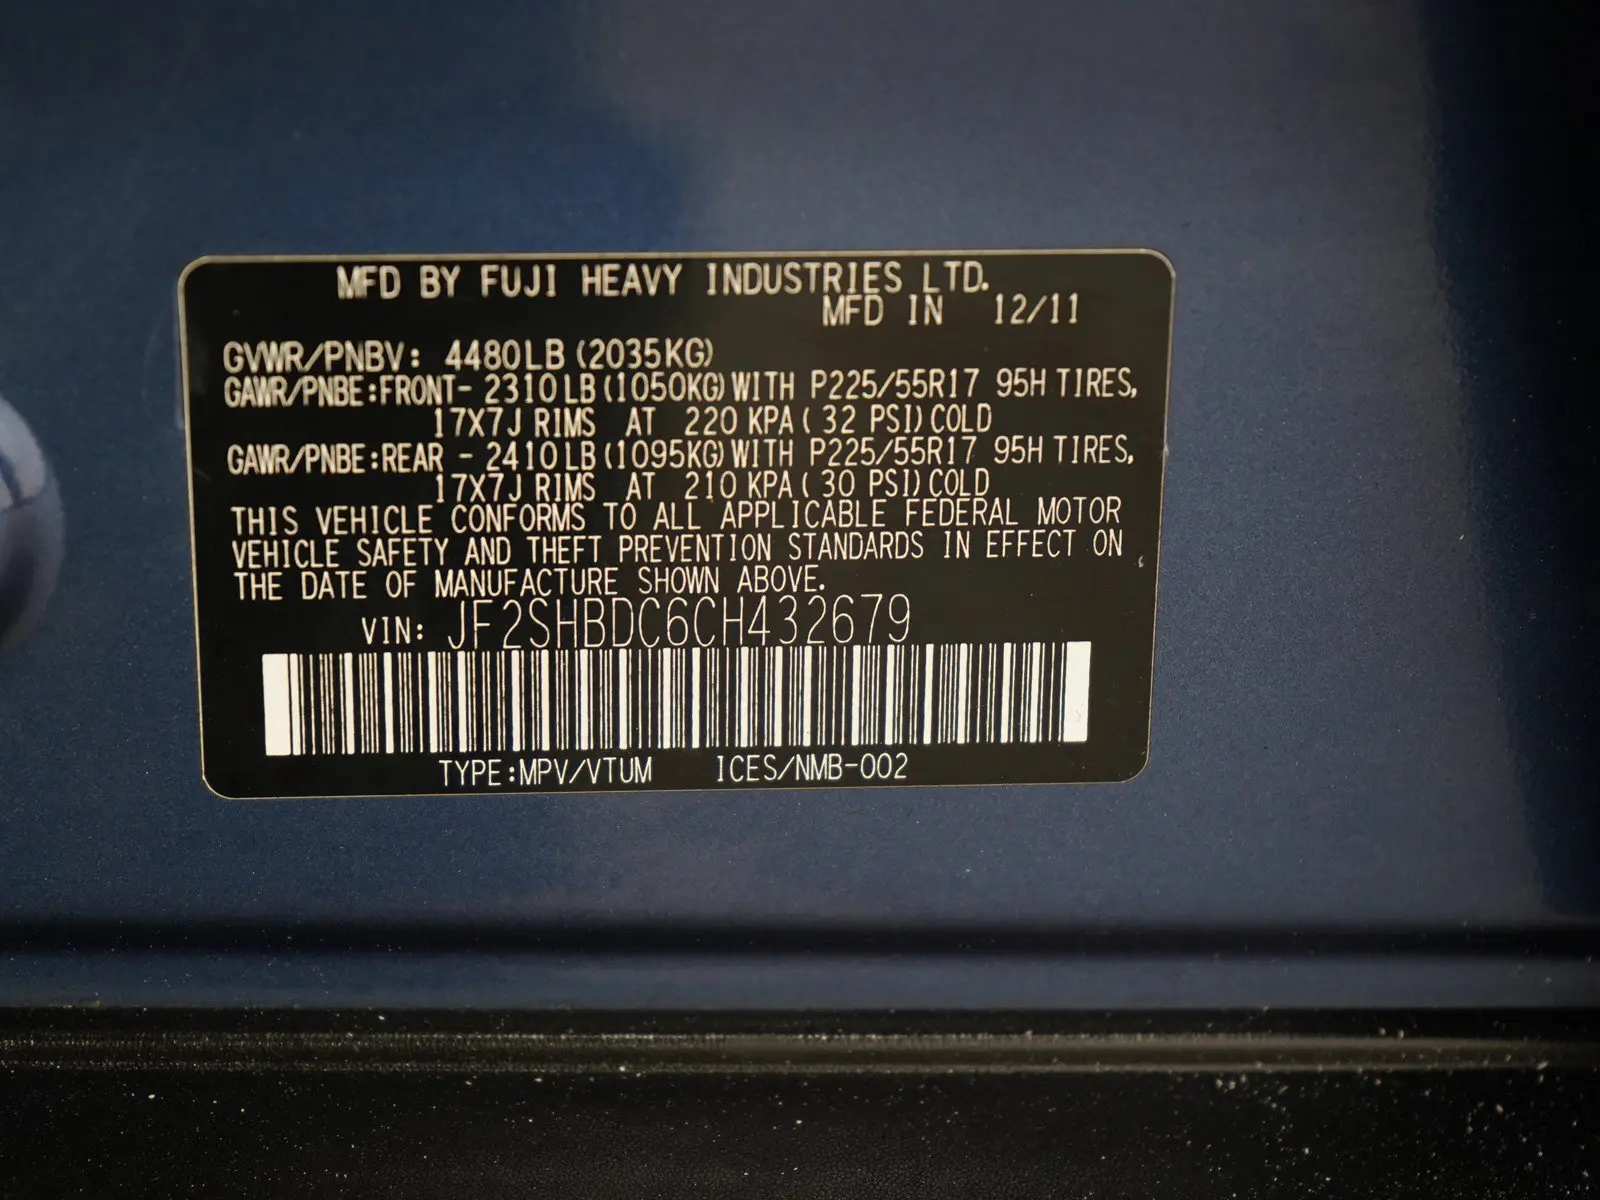 MFD BY FUJI HEAVY INDUSTRIES LTD.
MFD IN 12/11
GVWR/PNBV: 4480LB (2035KG)
GAWR/PNBE:FRONT- 2310LB (1050KG) WITH P225/55R17 95H TIRES,
17X7J RIMS AT 220 KPA ( 32 PSI) COLD
GAWR/PNBE:REAR - 2410LB (1095KG) WITH P225/55R17 95H TIRES,
17X7J RIMS AT 210 KPA ( 30 PSI) COLD
THIS VEHICLE CONFORMS TO ALL APPLICABLE FEDERAL MOTOR
VEHICLE SAFETY AND THEFT PREVENTION STANDARDS IN EFFECT ON
THE DATE OF MANUFACTURE SHOWN ABOVE.
VIN: JF2SHBDC6CH432679
TYPE:MPV/VTUM ICES/NMB-002